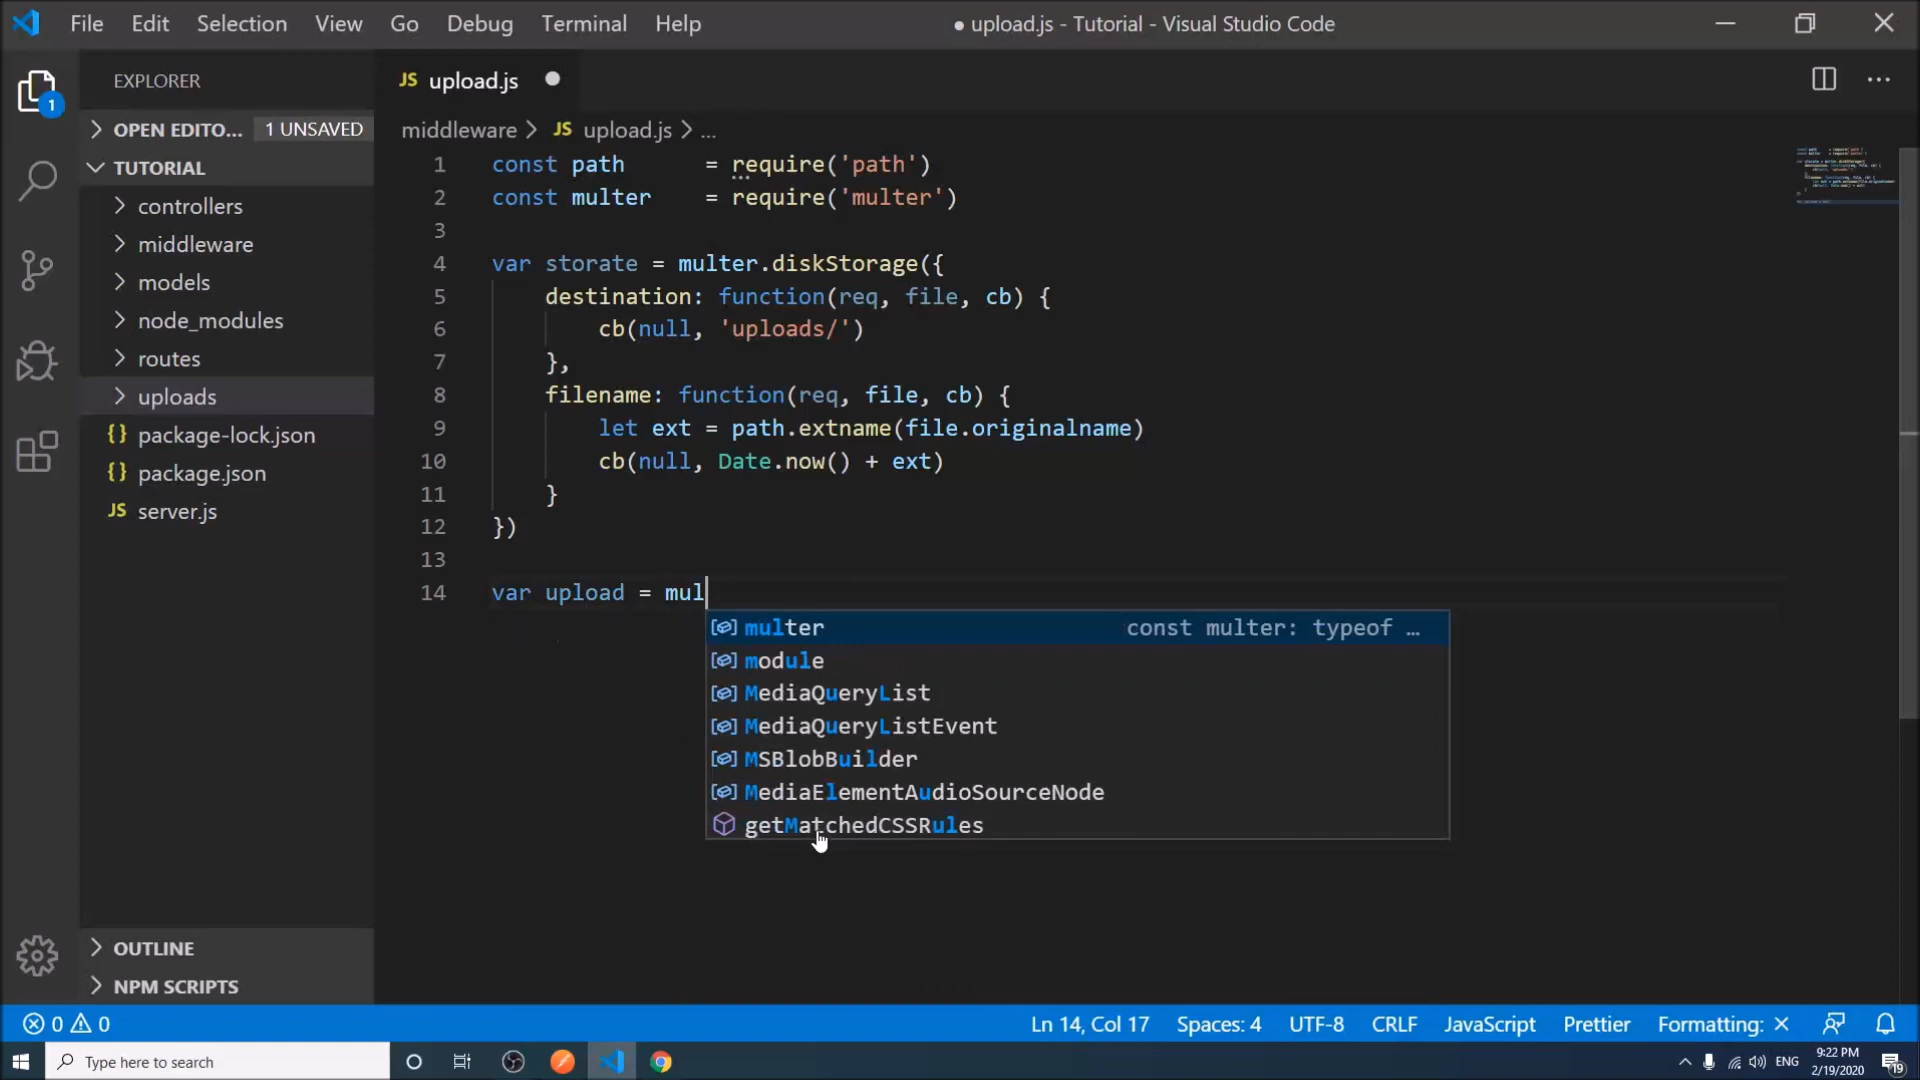 File Edit Selection View Go Debug Terminal Help ● upload.js - Tutorial - Visual Studio Code
EXPLORER
JS upload.js
1
OPEN EDITO... 1 UNSAVED
middleware > JS upload.js > ...
TUTORIAL
controllers
middleware
models
node_modules
routes
uploads
{} package-lock.json
{} package.json
JS server.js
OUTLINE
NPM SCRIPTS
1 const path = require('path')
2 const multer = require('multer')
3
4 var storate = multer.diskStorage({
5 destination: function(req, file, cb) {
6 cb(null, 'uploads/')
7 },
8 filename: function(req, file, cb) {
9 let ext = path.extname(file.originalname)
10 cb(null, Date.now() + ext)
11 }
12 })
13
14 var upload = mul
multer const multer: typeof …
module
MediaQueryList
MediaQueryListEvent
MSBlobBuilder
MediaElementAudioSourceNode
getMatchedCSSRules
0 0 Ln 14, Col 17 Spaces: 4 UTF-8 CRLF JavaScript Prettier Formatting: ×
Type here to search
ENG
9:22 PM
2/19/2020
19